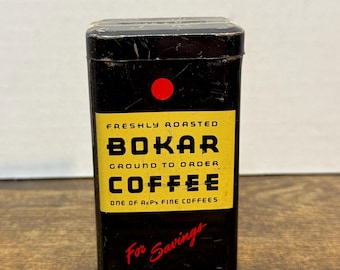 FRESHLY ROASTED
BOKAR
GROUND TO ORDER
COFFEE
ONE OF A&P's FINE COFFEES
For Savings